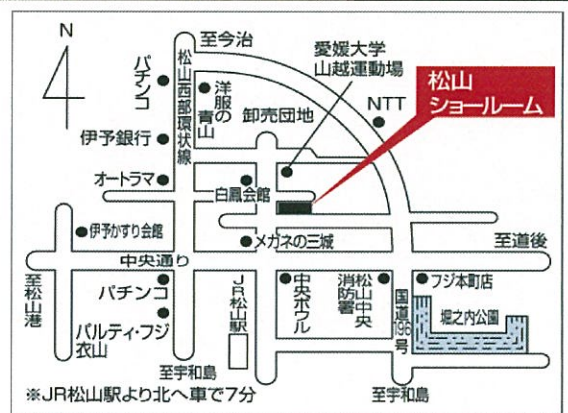 N
至今治
愛媛大学
山越運動場
松山
ショールーム
パチンコ
松山西部環状線
洋服の
青山
卸売団地
NTT
伊予銀行
オートラマ
白鳳会館
伊予かすり会館
メガネの三城
至道後
中央通り
至松山港
パチンコ
パルティ・フジ
衣山
JR松山駅
中央ボウル
松山中央
消防署
国道196号
フジ本町店
堀之内公園
至宇和島
至宇和島
※JR松山駅より北へ車で7分